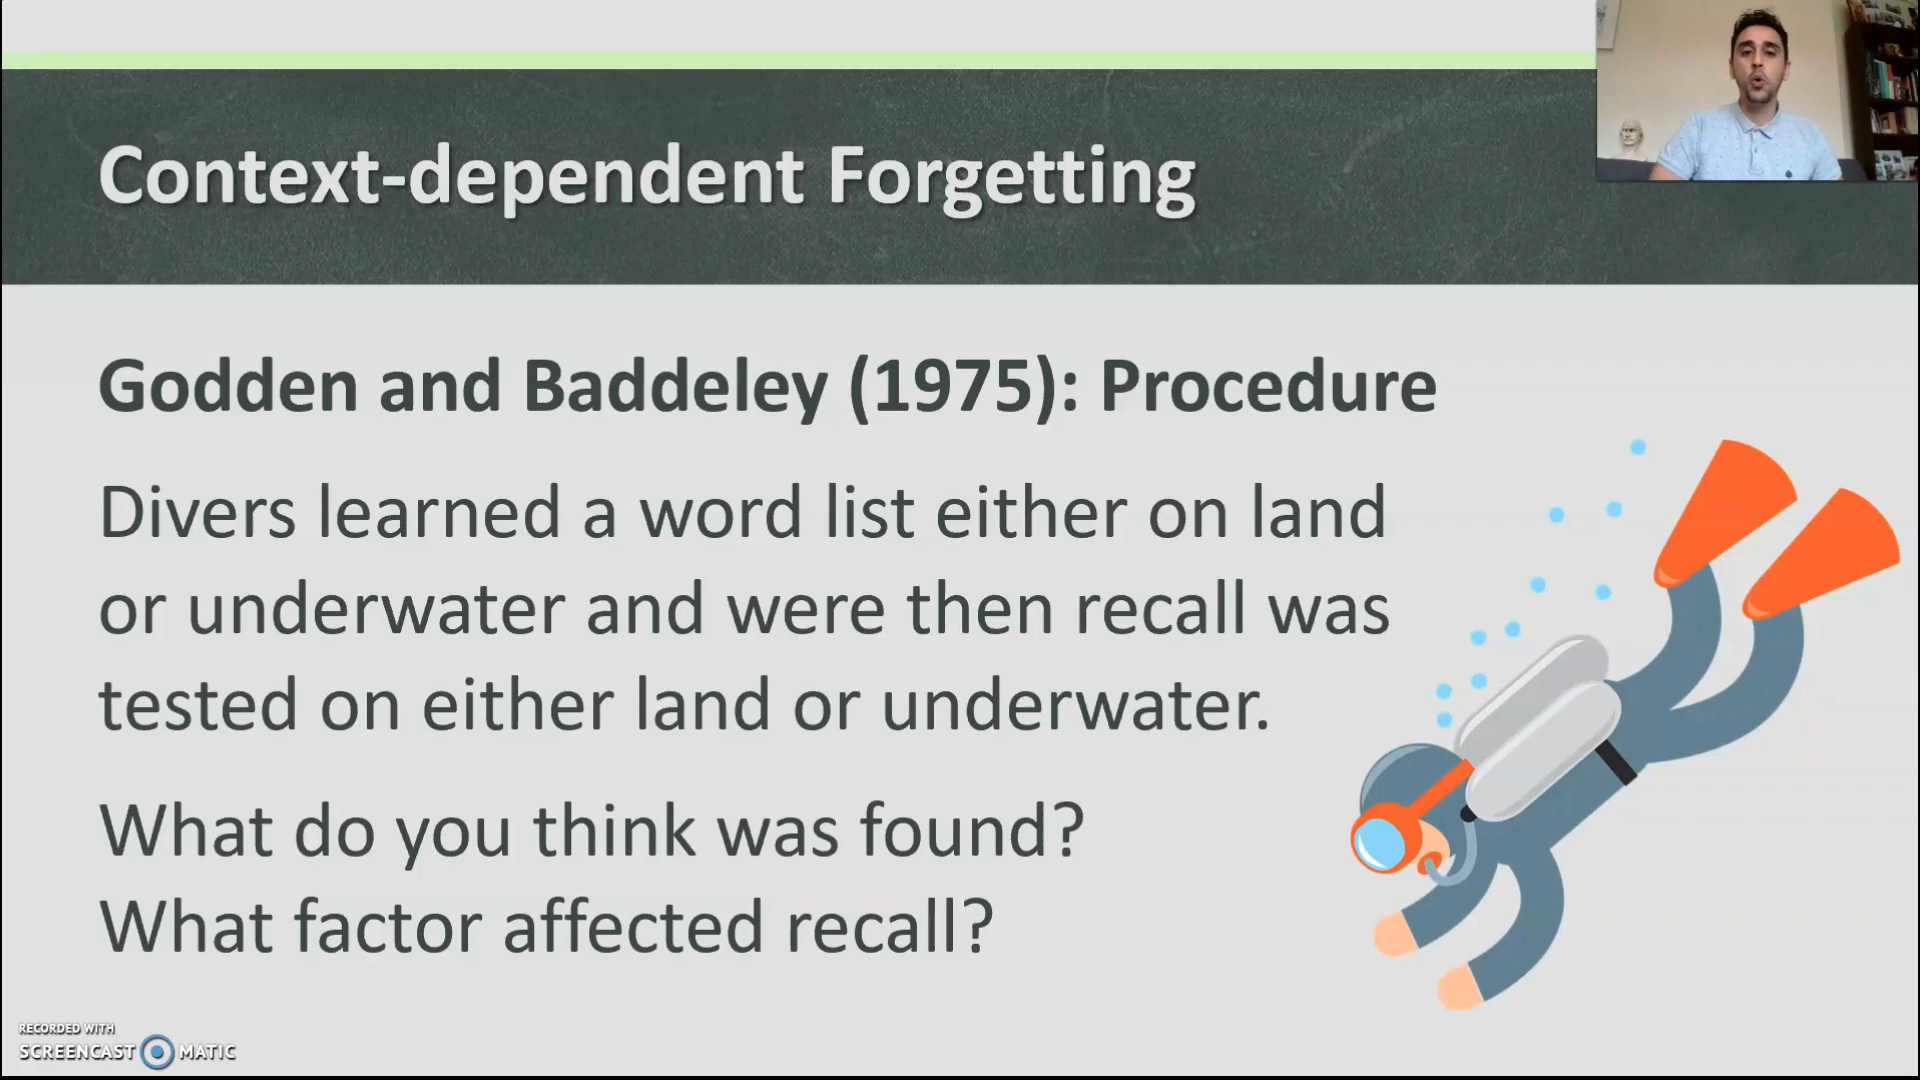 Context-dependent Forgetting
Godden and Baddeley (1975): Procedure
Divers learned a word list either on land
or underwater and were then recall was
tested on either land or underwater.
What do you think was found?
What factor affected recall?
RECORDED WITH
SCREENCAST MATIC